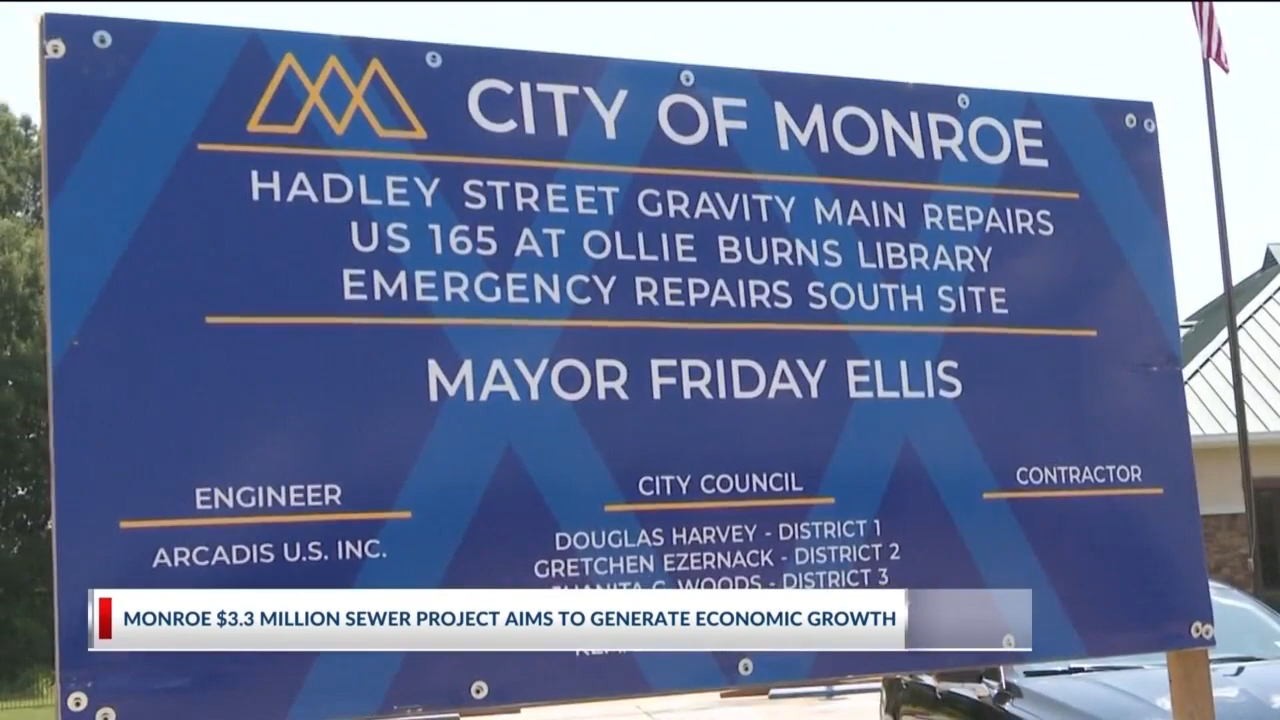 CITY OF MONROE
HADLEY STREET GRAVITY MAIN REPAIRS
US 165 AT OLLIE BURNS LIBRARY
EMERGENCY REPAIRS SOUTH SITE
MAYOR FRIDAY ELLIS
ENGINEER
ARCADIS U.S. INC.
CITY COUNCIL
DOUGLAS HARVEY - DISTRICT 1
GRETCHEN EZERNACK - DISTRICT 2
WOODS - DISTRICT 3
CONTRACTOR
MONROE $3.3 MILLION SEWER PROJECT AIMS TO GENERATE ECONOMIC GROWTH